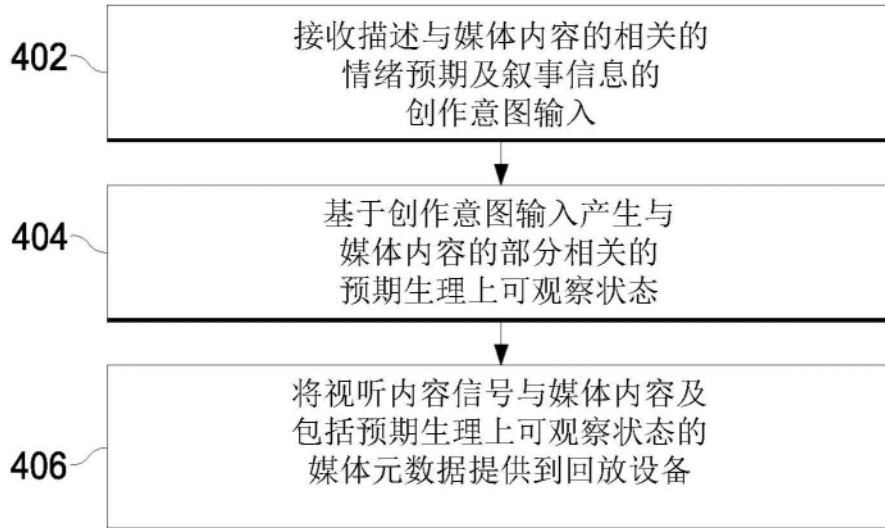 402
接收描述与媒体内容的相关的
情绪预期及叙事信息的
创作意图输入
404
基于创作意图输入产生与
媒体内容的部分相关的
预期生理上可观察状态
406
将视听内容信号与媒体内容及
包括预期生理上可观察状态的
媒体元数据提供到回放设备